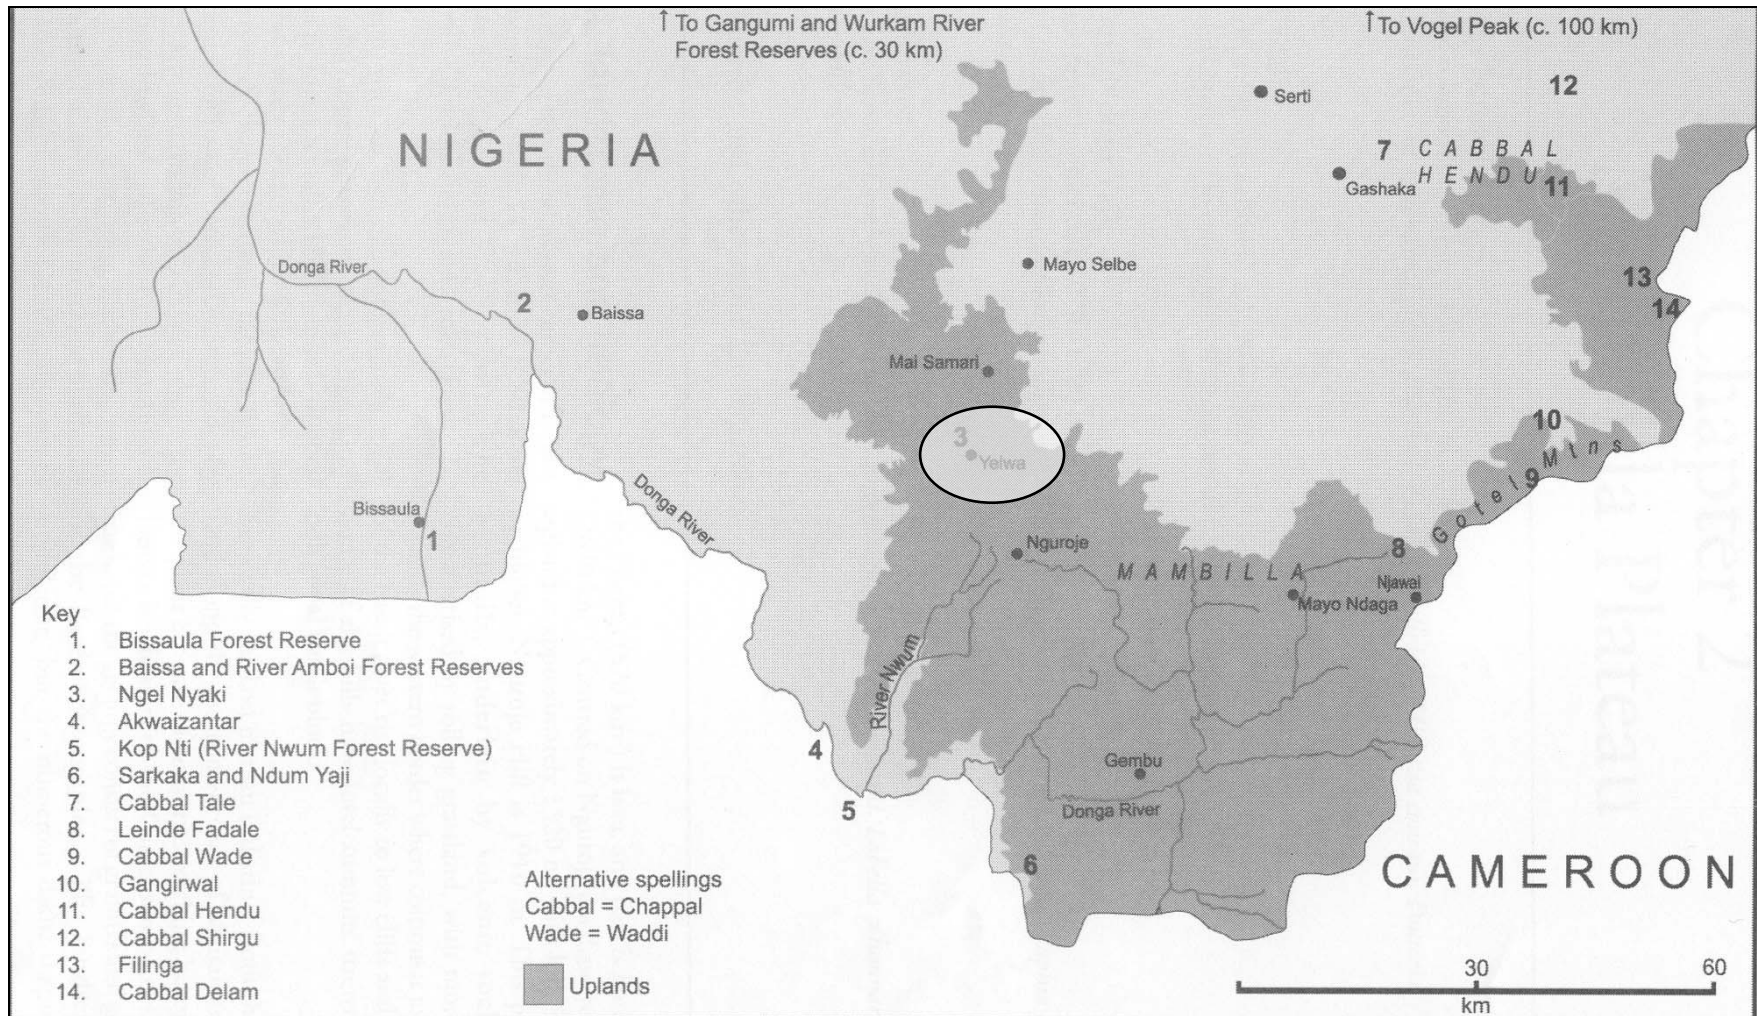 ↑ To Gangumi and Wurkam River
Forest Reserves (c. 30 km)
↑ To Vogel Peak (c. 100 km)
12
Serti
NIGERIA
7 CABBAL
HENDU 11
Gashaka
Donga River
Mayo Selbe
13
2
Baissa
14
Mai Samari
10
3
Yelwa
Gotel Mtns
9
Donga River
Bissaula
1
Nguroje
8
MAMBILLA
Njawai
Mayo Ndaga
River Nwum
4
5
Gembu
Donga River
6
CAMEROON
Key
1. Bissaula Forest Reserve
2. Baissa and River Amboi Forest Reserves
3. Ngel Nyaki
4. Akwaizantar
5. Kop Nti (River Nwum Forest Reserve)
6. Sarkaka and Ndum Yaji
7. Cabbal Tale
8. Leinde Fadale
9. Cabbal Wade
10. Gangirwal
11. Cabbal Hendu
12. Cabbal Shirgu
13. Filinga
14. Cabbal Delam
Alternative spellings
Cabbal = Chappal
Wade = Waddi
Uplands
30 60
km
Chapter 2
Plateau